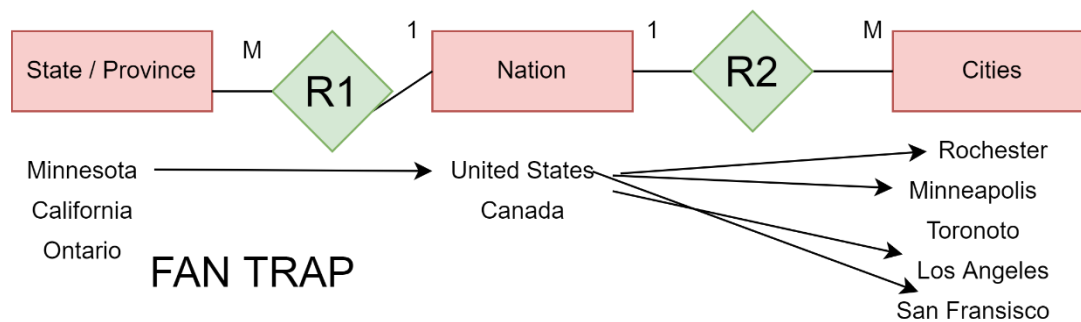 M
1
1
M
State / Province
R1
Nation
R2
Cities
Minnesota
United States
Rochester
California
Canada
Minneapolis
Ontario
Toronoto
FAN TRAP
Los Angeles
San Fransisco